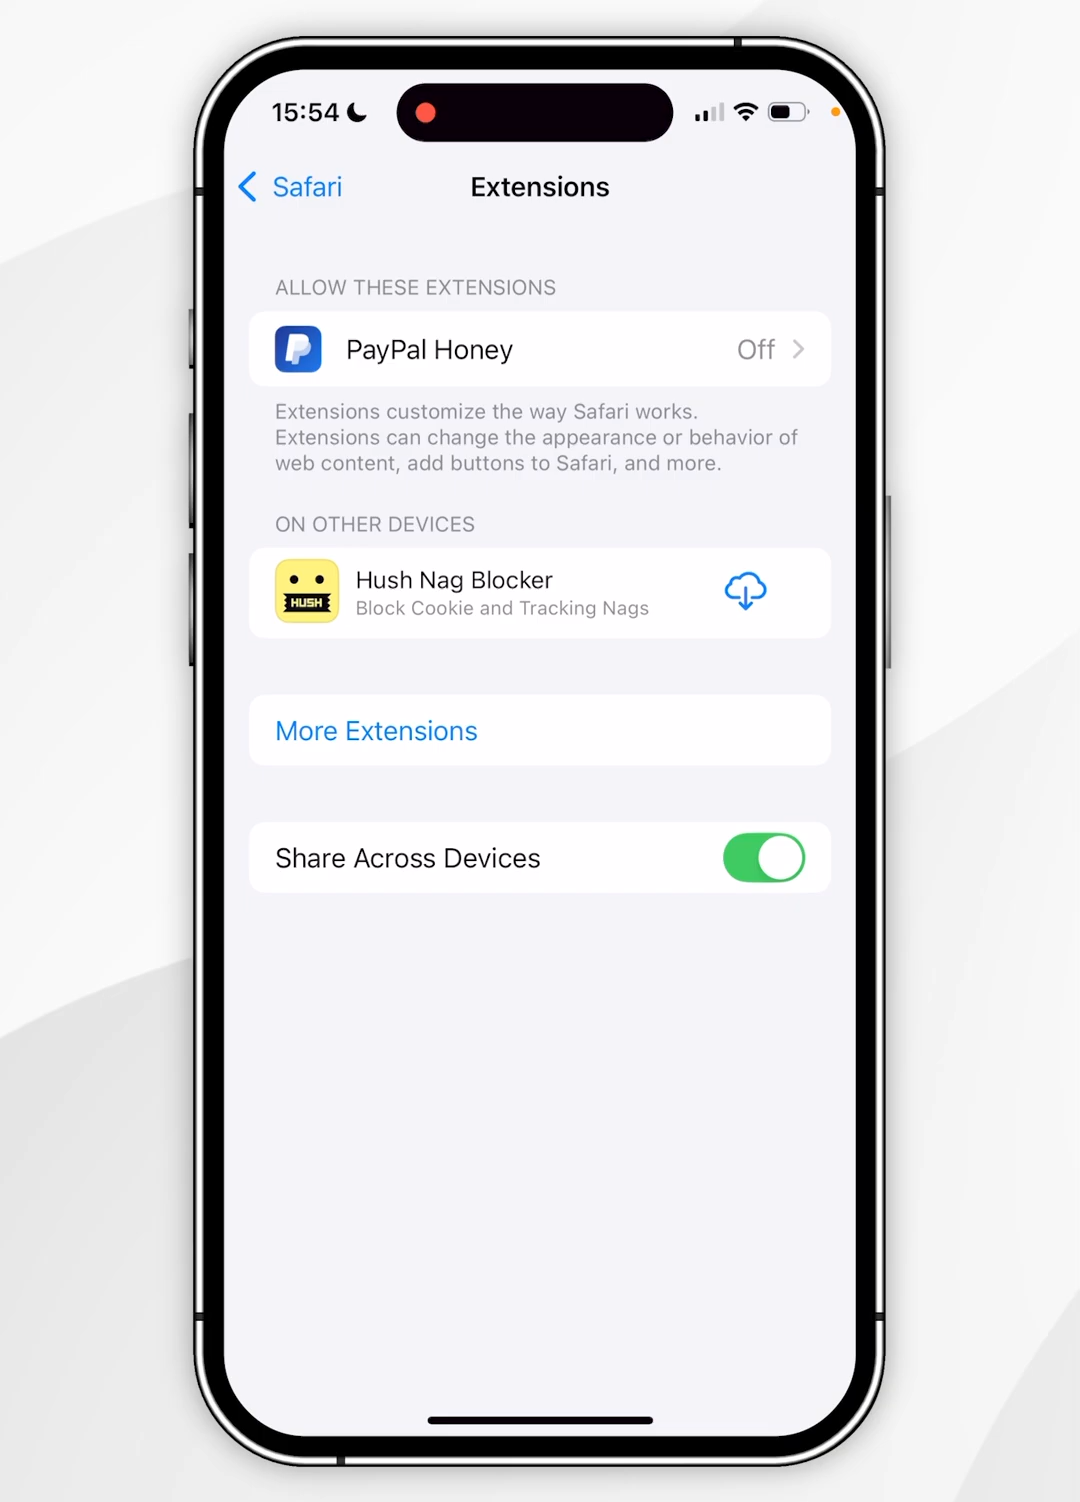 15:54
Safari
Extensions
ALLOW THESE EXTENSIONS
PayPal Honey
Off
Extensions customize the way Safari works.
Extensions can change the appearance or behavior of
web content, add buttons to Safari, and more.
ON OTHER DEVICES
HUSH
Hush Nag Blocker
Block Cookie and Tracking Nags
More Extensions
Share Across Devices